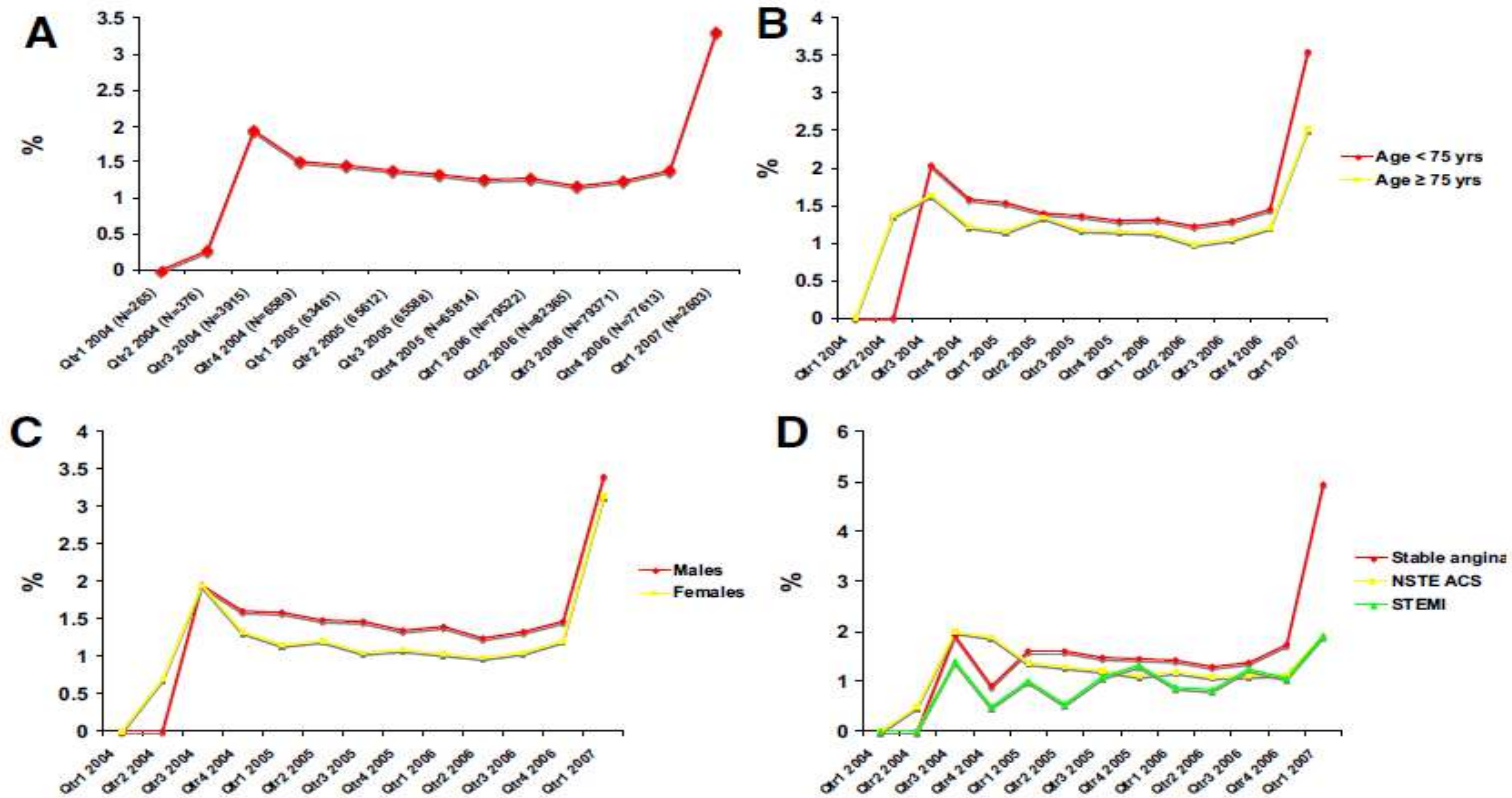 A
3.5
3
2.5
2
1.5
1
0.5
0
%
Qtr1 2004 (N=265)
Qtr2 2004 (N=376)
Qtr3 2004 (N=3915)
Qtr4 2004 (N=6589)
Qtr1 2005 (63461)
Qtr2 2005 (65612)
Qtr3 2005 (65588)
Qtr4 2005 (N=65814)
Qtr1 2006 (N=79522)
Qtr2 2006 (N=82365)
Qtr3 2006 (N=79371)
Qtr4 2006 (N=77613)
Qtr1 2007 (N=2603)
B
4
3.5
3
2.5
2
1.5
1
0.5
0
%
Qtr1 2004
Qtr2 2004
Qtr3 2004
Qtr4 2004
Qtr1 2005
Qtr2 2005
Qtr3 2005
Qtr4 2005
Qtr1 2006
Qtr2 2006
Qtr3 2006
Qtr4 2006
Qtr1 2007
Age < 75 yrs
Age ≥ 75 yrs
C
4
3.5
3
2.5
2
1.5
1
0.5
0
%
Qtr1 2004
Qtr2 2004
Qtr3 2004
Qtr4 2004
Qtr1 2005
Qtr2 2005
Qtr3 2005
Qtr4 2005
Qtr1 2006
Qtr2 2006
Qtr3 2006
Qtr4 2006
Qtr1 2007
Males
Females
D
6
5
4
3
2
1
0
%
Qtr1 2004
Qtr2 2004
Qtr3 2004
Qtr4 2004
Qtr1 2005
Qtr2 2005
Qtr3 2005
Qtr4 2005
Qtr1 2006
Qtr2 2006
Qtr3 2006
Qtr4 2006
Qtr1 2007
Stable angina
NSTE ACS
STEMI